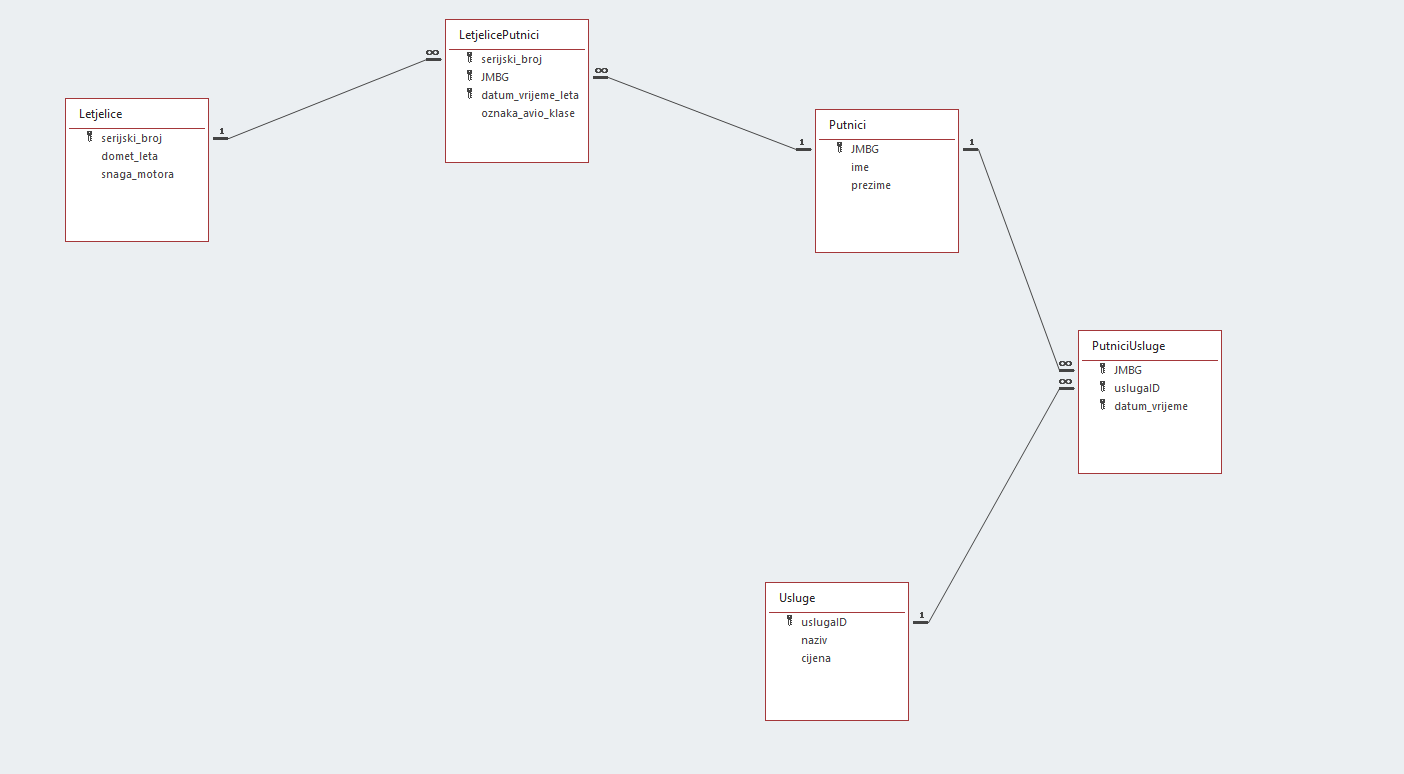 LetjelicePutnici
serijski_broj
JMBG
datum_vrijeme_leta
oznaka_avio_klase
∞
∞
Letjelice
serijski_broj
domet_leta
snaga_motora
1
Putnici
JMBG
ime
prezime
1
1
PutniciUsluge
JMBG
uslugaID
datum_vrijeme
∞
∞
Usluge
uslugaID
naziv
cijena
1